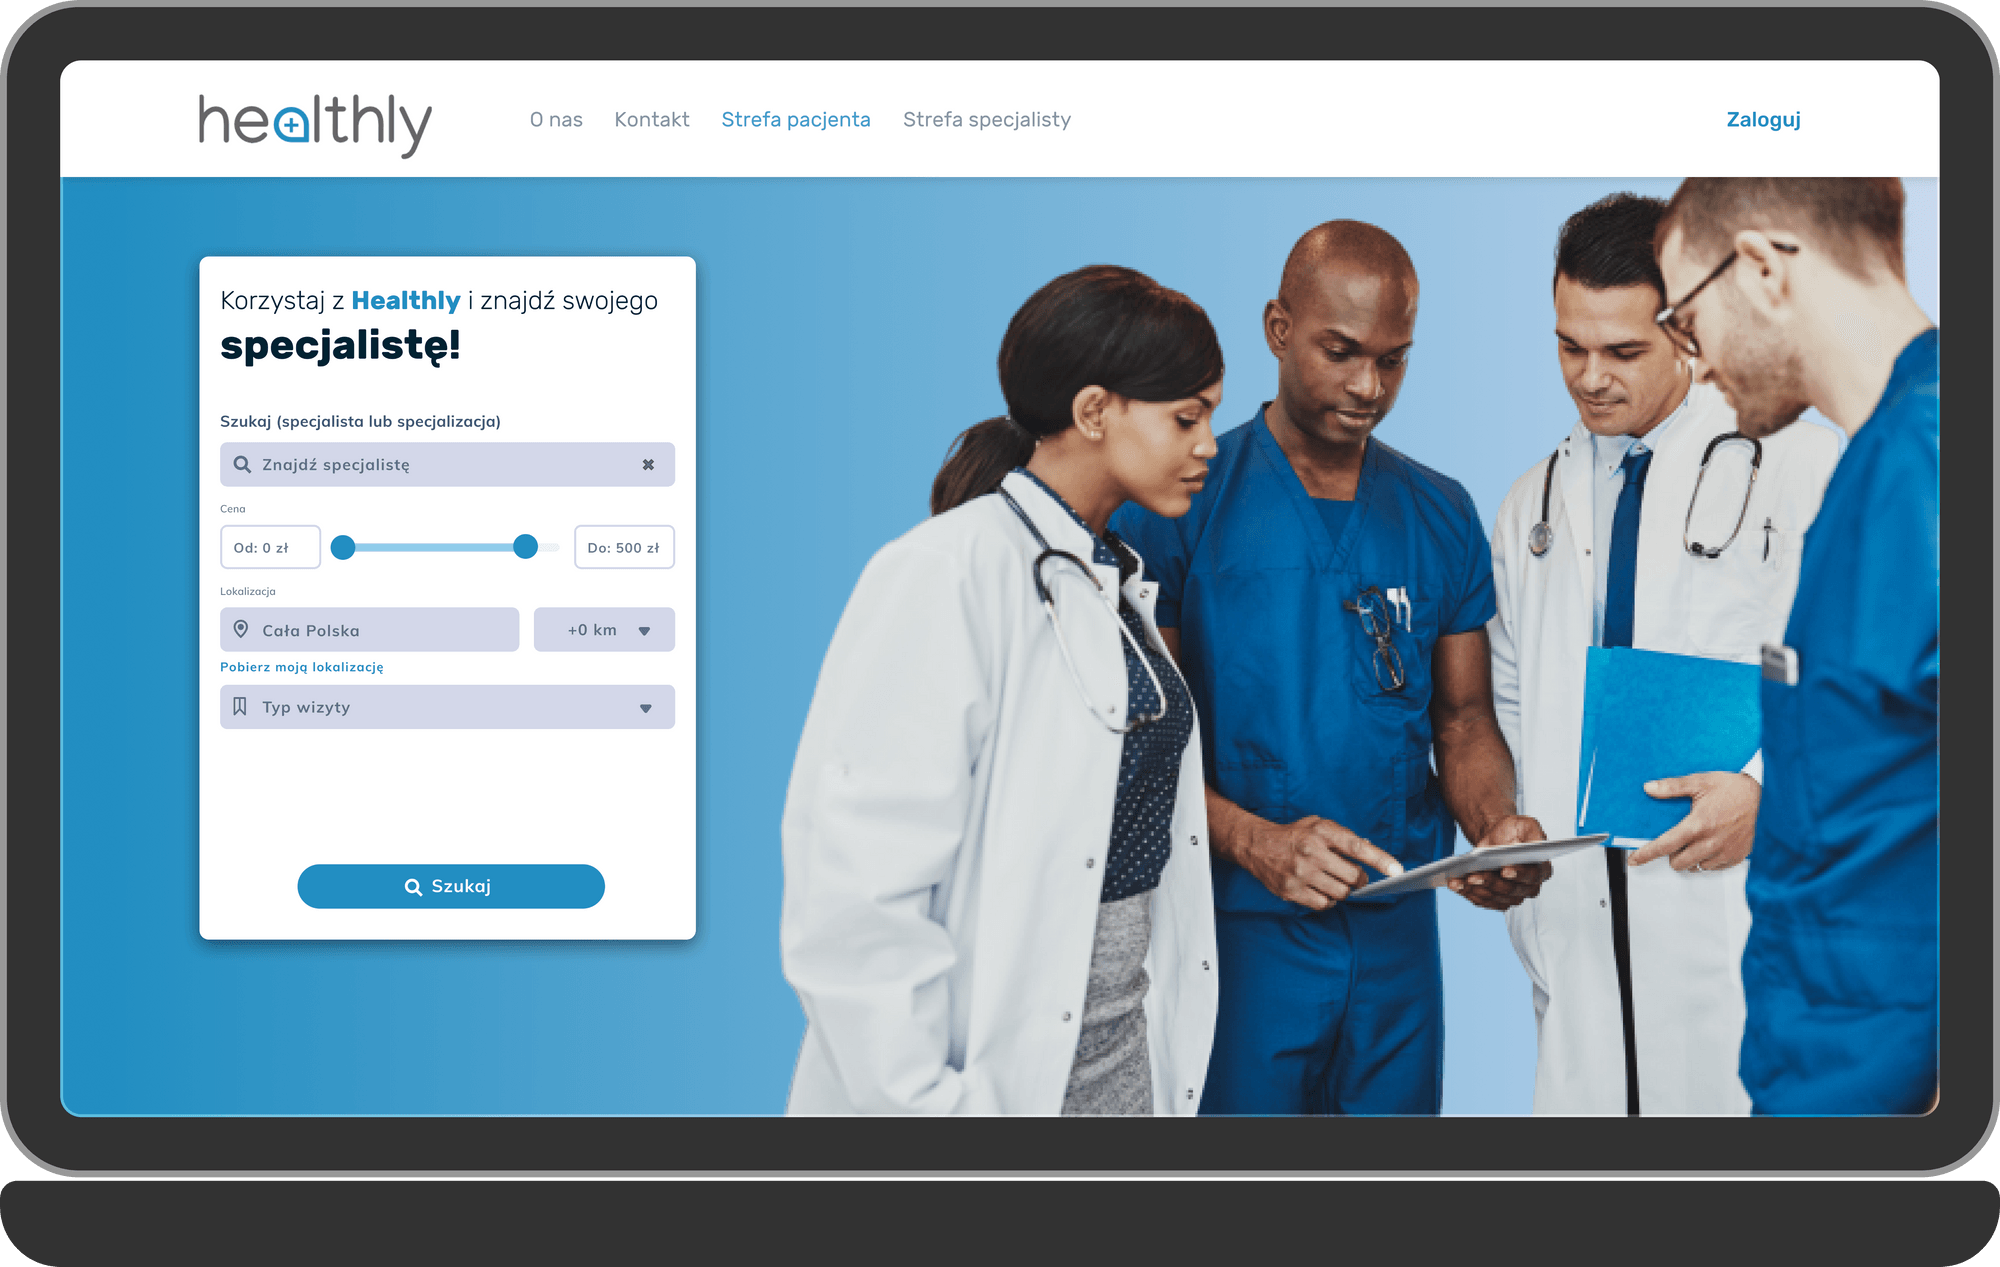 healthly
O nas
Kontakt
Strefa pacjenta
Strefa specjalisty
Zaloguj
Korzystaj z Healthly i znajdź swojego
specjalistę!
Szukaj (specjalista lub specjalizacja)
Znajdź specjalistę
Cena
Od: 0 zł
Do: 500 zł
Lokalizacja
Cała Polska
+0 km
Pobierz moją lokalizację
Typ wizyty
Szukaj